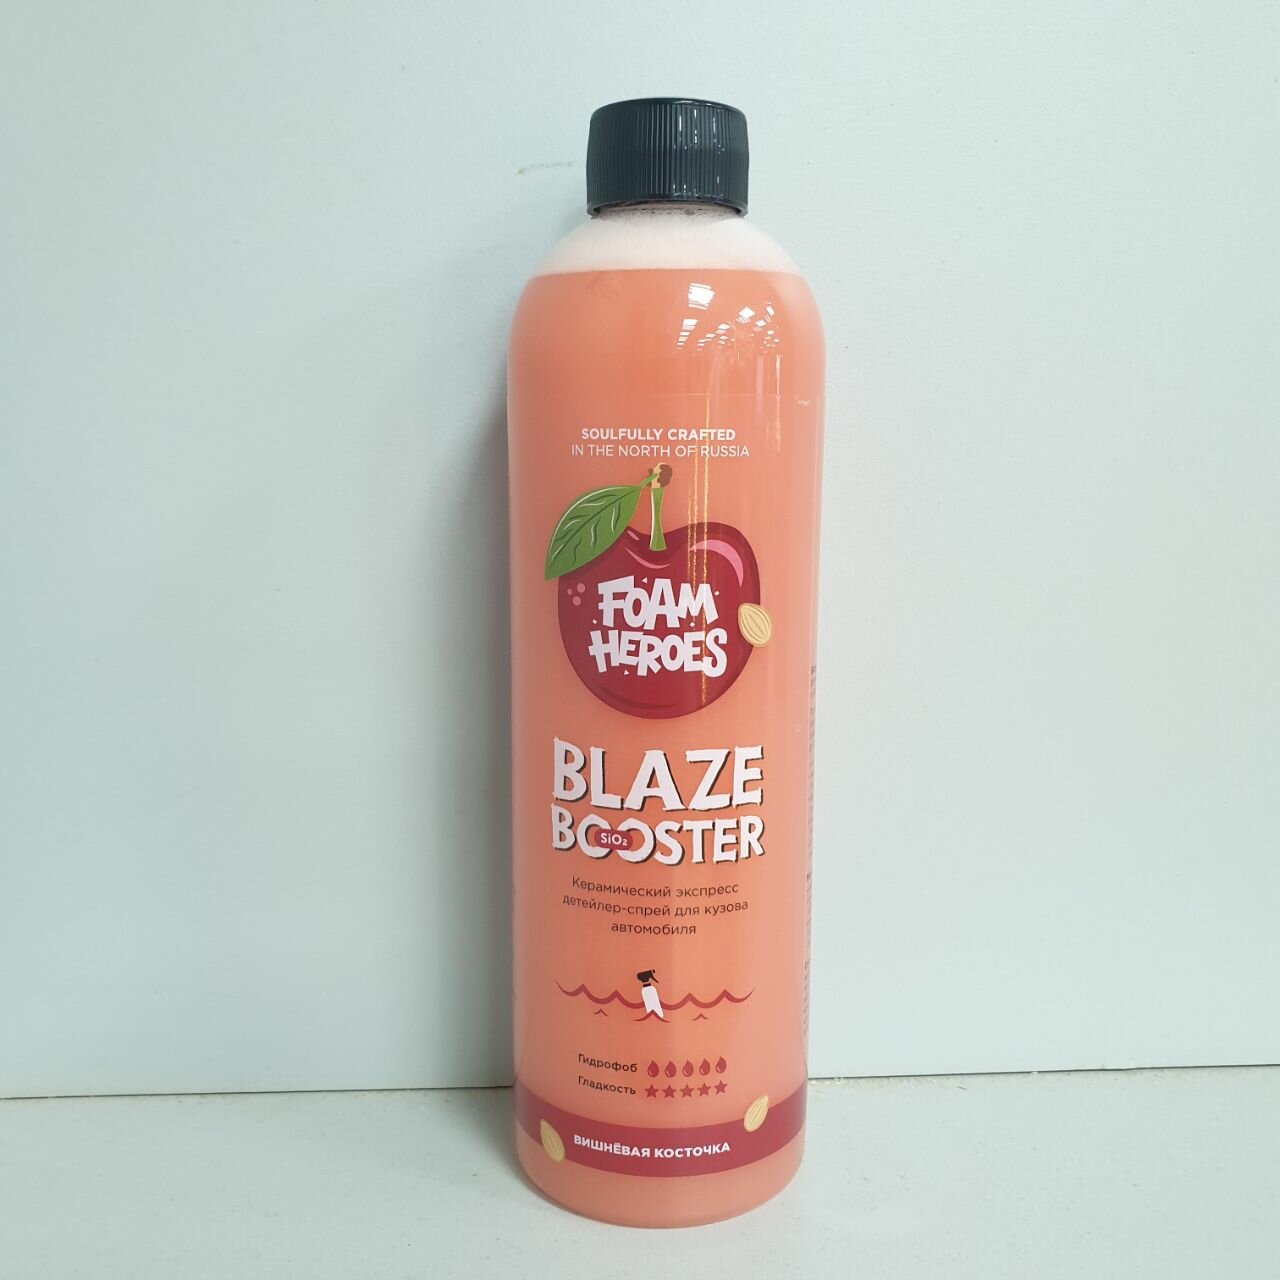 SOULFULLY CRAFTED
IN THE NORTH OF RUSSIA
FOAM
HEROES
BLAZE
BOOSTER
SiO₂
Керамический экспресс
детейлер-спрей для кузова
автомобиля
Гидрофоб
Гладкость
ВИШНЁВАЯ КОСТОЧКА